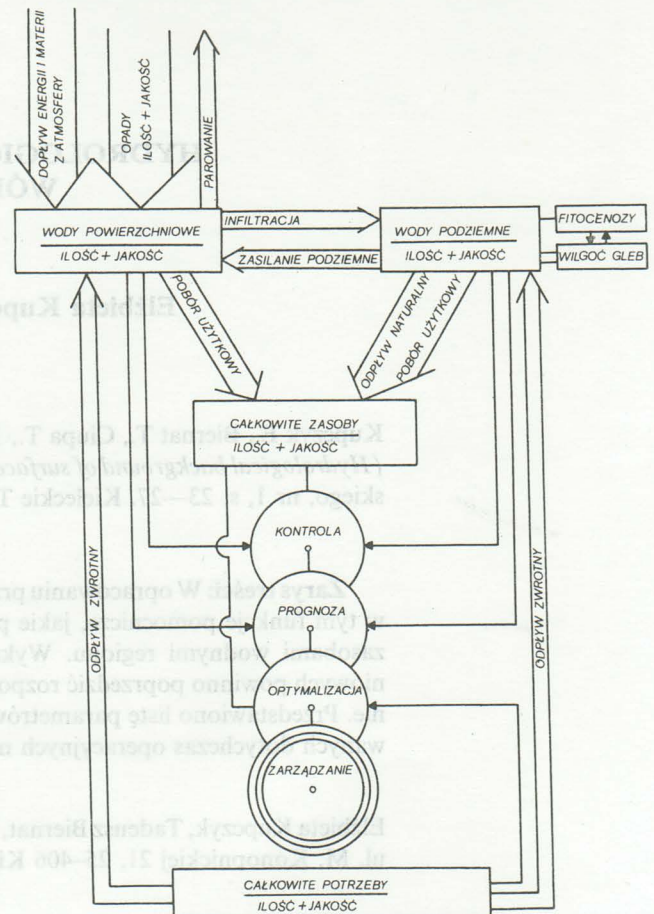 DOPŁYW ENERGII I MATERII
Z ATMOSFERY
OPADY
ILOŚĆ + JAKOŚĆ
PAROWANIE
WODY POWIERZCHNIOWE
ILOŚĆ + JAKOŚĆ
INFILTRACJA
ZASILANIE PODZIEMNE
WODY PODZIEMNE
ILOŚĆ + JAKOŚĆ
FITOCENOZY
WILGOĆ GLEB
POBÓR UŻYTKOWY
ODPŁYW NATURALNY
POBÓR UŻYTKOWY
CAŁKOWITE ZASOBY
ILOŚĆ + JAKOŚĆ
KONTROLA
PROGNOZA
OPTYMALIZACJA
ZARZĄDZANIE
ODPŁYW ZWROTNY
ODPŁYW ZWROTNY
CAŁKOWITE POTRZEBY
ILOŚĆ + JAKOŚĆ